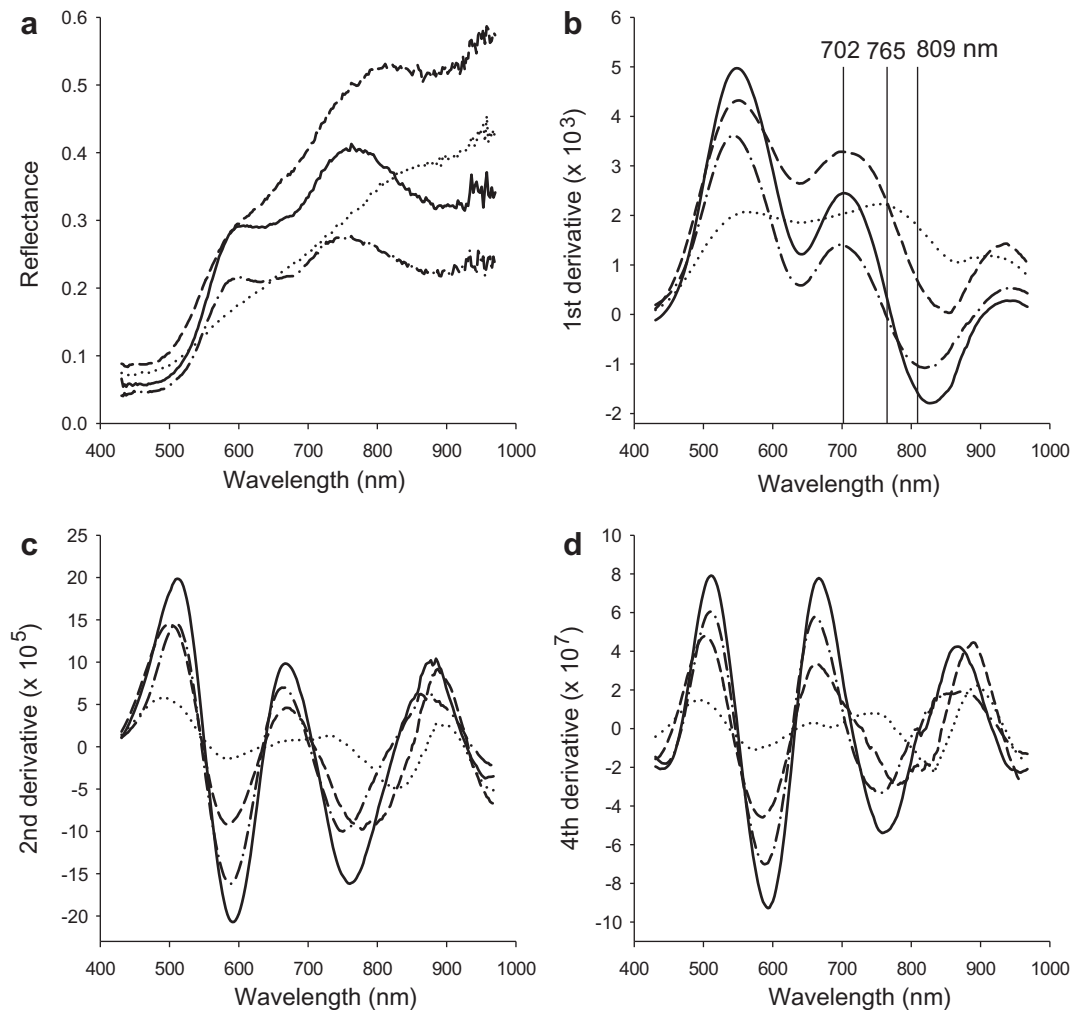 a
0.6
0.5
0.4
0.3
0.2
0.1
0.0
Reflectance
400 500 600 700 800 900 1000
Wavelength (nm)
b
702 765 809 nm
6
5
4
3
2
1
0
-1
-2
1st derivative (x 10³)
400 500 600 700 800 900 1000
Wavelength (nm)
c
25
20
15
10
5
0
-5
-10
-15
-20
2nd derivative (x 10⁵)
400 500 600 700 800 900 1000
Wavelength (nm)
d
10
8
6
4
2
0
-2
-4
-6
-8
-10
4th derivative (x 10⁷)
400 500 600 700 800 900 1000
Wavelength (nm)